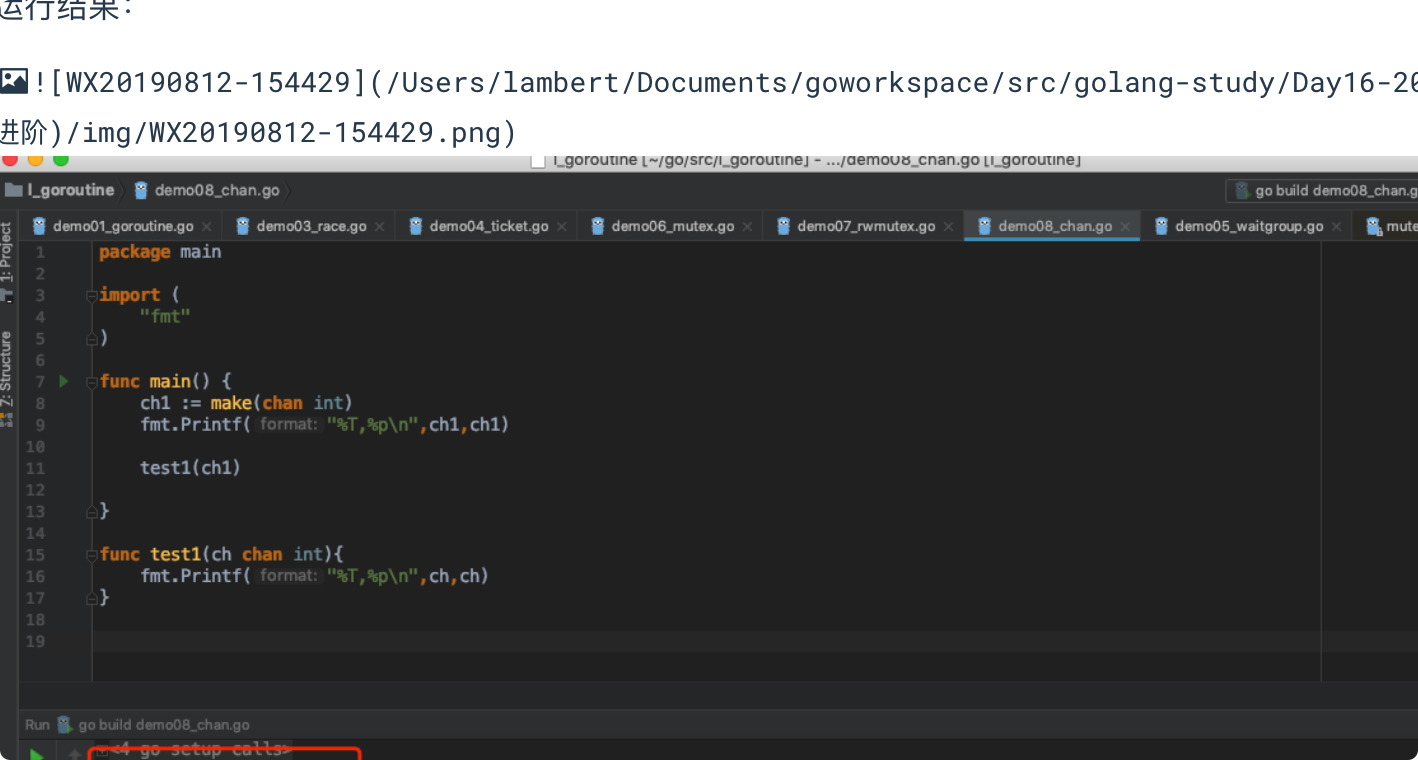 运行结果：
![WX20190812-154429](/Users/lambert/Documents/goworkspace/src/golang-study/Day16-20
进阶)/img/WX20190812-154429.png)
l_goroutine [~/go/src/l_goroutine] - .../demo08_chan.go [l_goroutine]
l_goroutine demo08_chan.go go build demo08_chan.g
demo01_goroutine.go demo03_race.go demo04_ticket.go demo06_mutex.go demo07_rwmutex.go demo08_chan.go demo05_waitgroup.go mute
1: Project
7: Structure
1 package main
2
3 import (
4 "fmt"
5 )
6
7 func main() {
8 ch1 := make(chan int)
9 fmt.Printf( format: "%T,%p\n",ch1,ch1)
10
11 test1(ch1)
12
13 }
14
15 func test1(ch chan int){
16 fmt.Printf( format: "%T,%p\n",ch,ch)
17 }
18
19
Run go build demo08_chan.go
<4 go setup calls>